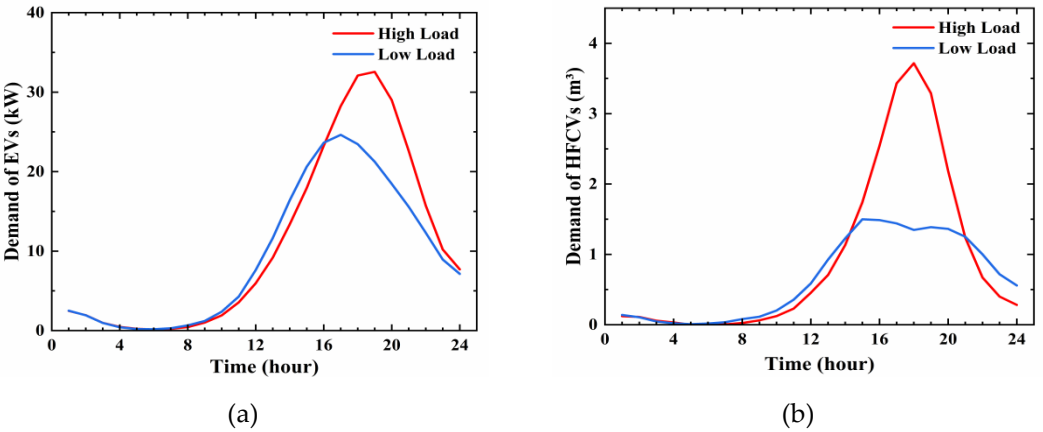 40
30
20
10
0
0 4 8 12 16 20 24
Demand of EVs (kW)
Time (hour)
High Load
Low Load
(a)
4
3
2
1
0
0 4 8 12 16 20 24
Demand of HFCVs (m³)
Time (hour)
High Load
Low Load
(b)